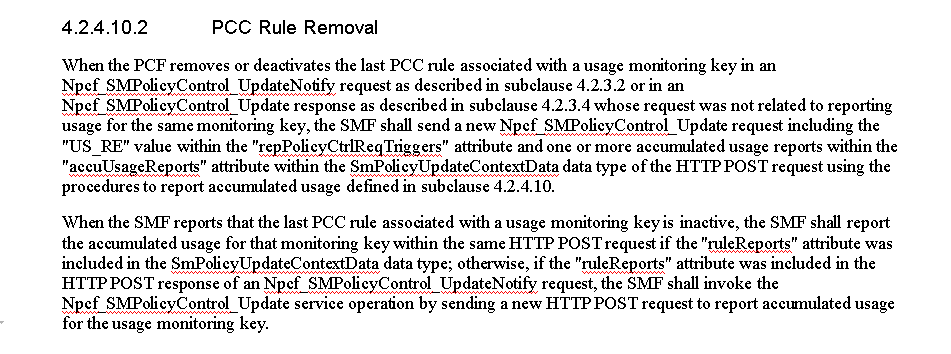 4.2.4.10.2 PCC Rule Removal
When the PCF removes or deactivates the last PCC rule associated with a usage monitoring key in an
Npcf_SMPolicyControl_UpdateNotify request as described in subclause 4.2.3.2 or in an
Npcf_SMPolicyControl_Update response as described in subclause 4.2.3.4 whose request was not related to reporting
usage for the same monitoring key, the SMF shall send a new Npcf_SMPolicyControl_Update request including the
"US_RE" value within the "repPolicyCtrlReqTriggers" attribute and one or more accumulated usage reports within the
"accuUsageReports" attribute within the SmPolicyUpdateContextData data type of the HTTP POST request using the
procedures to report accumulated usage defined in subclause 4.2.4.10.
When the SMF reports that the last PCC rule associated with a usage monitoring key is inactive, the SMF shall report
the accumulated usage for that monitoring key within the same HTTP POST request if the "ruleReports" attribute was
included in the SmPolicyUpdateContextData data type; otherwise, if the "ruleReports" attribute was included in the
HTTP POST response of an Npcf_SMPolicyControl_UpdateNotify request, the SMF shall invoke the
Npcf_SMPolicyControl_Update service operation by sending a new HTTP POST request to report accumulated usage
for the usage monitoring key.